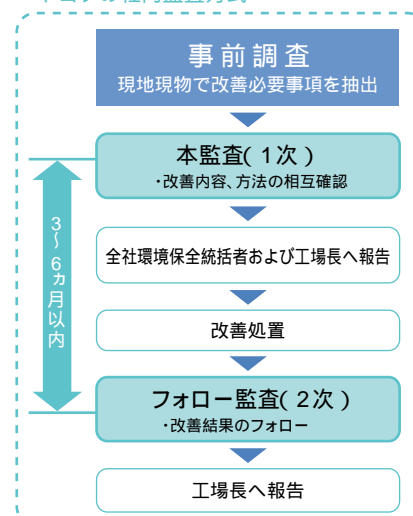 事前調査
現地現物で改善必要事項を抽出
本監査(1次)
・改善内容、方法の相互確認
3～6ヵ月以内
全社環境保全統括者および工場長へ報告
改善処置
フォロー監査(2次)
・改善結果のフォロー
工場長へ報告